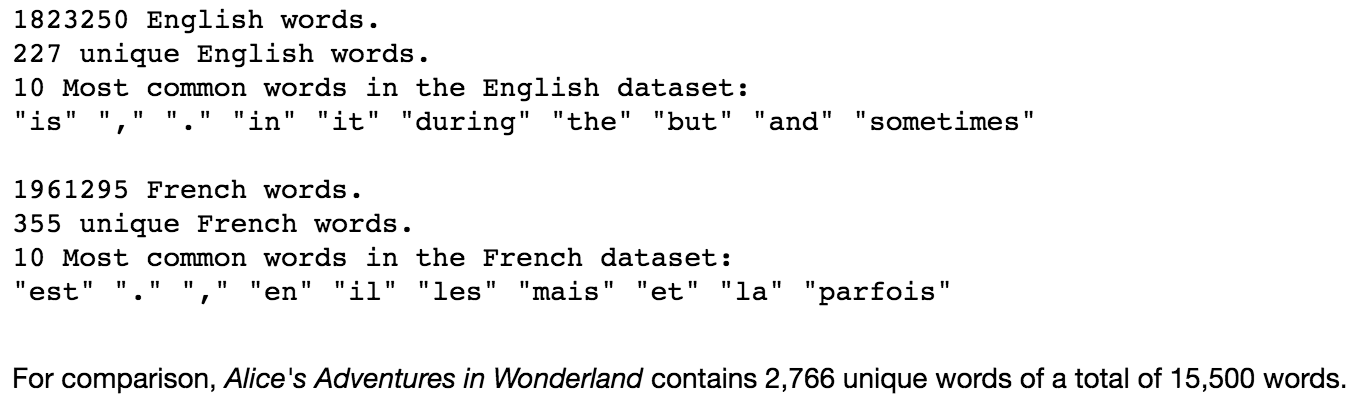 1823250 English words.
227 unique English words.
10 Most common words in the English dataset:
"is" "," "." "in" "it" "during" "the" "but" "and" "sometimes"
1961295 French words.
355 unique French words.
10 Most common words in the French dataset:
"est" "." "," "en" "il" "les" "mais" "et" "la" "parfois"
For comparison, Alice's Adventures in Wonderland contains 2,766 unique words of a total of 15,500 words.